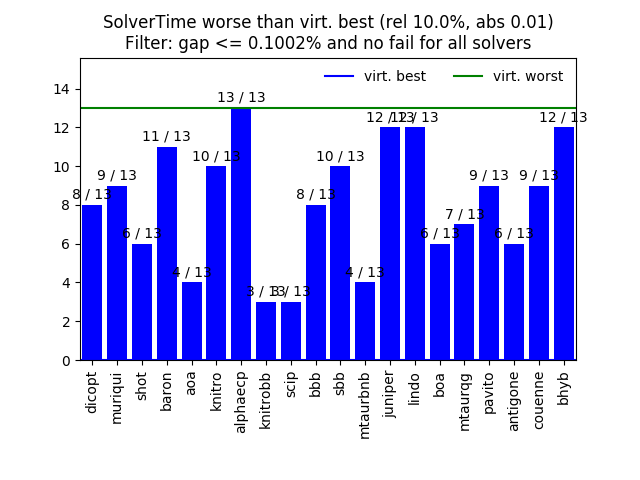 SolverTime worse than virt. best (rel 10.0%, abs 0.01)
Filter: gap <= 0.1002% and no fail for all solvers
virt. best
virt. worst
14
12
10
8
6
4
2
0
8 / 13
9 / 13
6 / 13
11 / 13
4 / 13
10 / 13
13 / 13
3 / 13
3 / 13
8 / 13
10 / 13
4 / 13
12 / 13
12 / 13
6 / 13
7 / 13
9 / 13
6 / 13
9 / 13
12 / 13
dicopt
muriqui
shot
baron
aoa
knitro
alphaecp
knitrobb
scip
bbb
sbb
mtaurbnb
juniper
lindo
boa
mtaurqg
pavito
antigone
couenne
bhyb